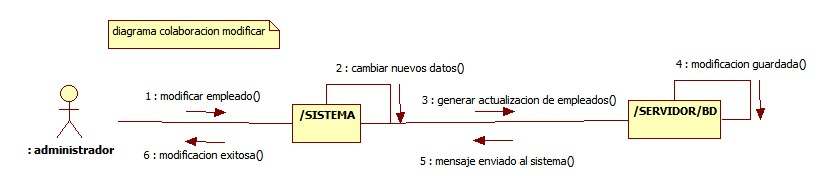 diagrama colaboracion modificar
2 : cambiar nuevos datos()
4 : modificacion guardada()
1 : modificar empleado()
3 : generar actualizacion de empleados()
/SISTEMA
/SERVIDOR/BD
: administrador
6 : modificacion exitosa()
5 : mensaje enviado al sistema()